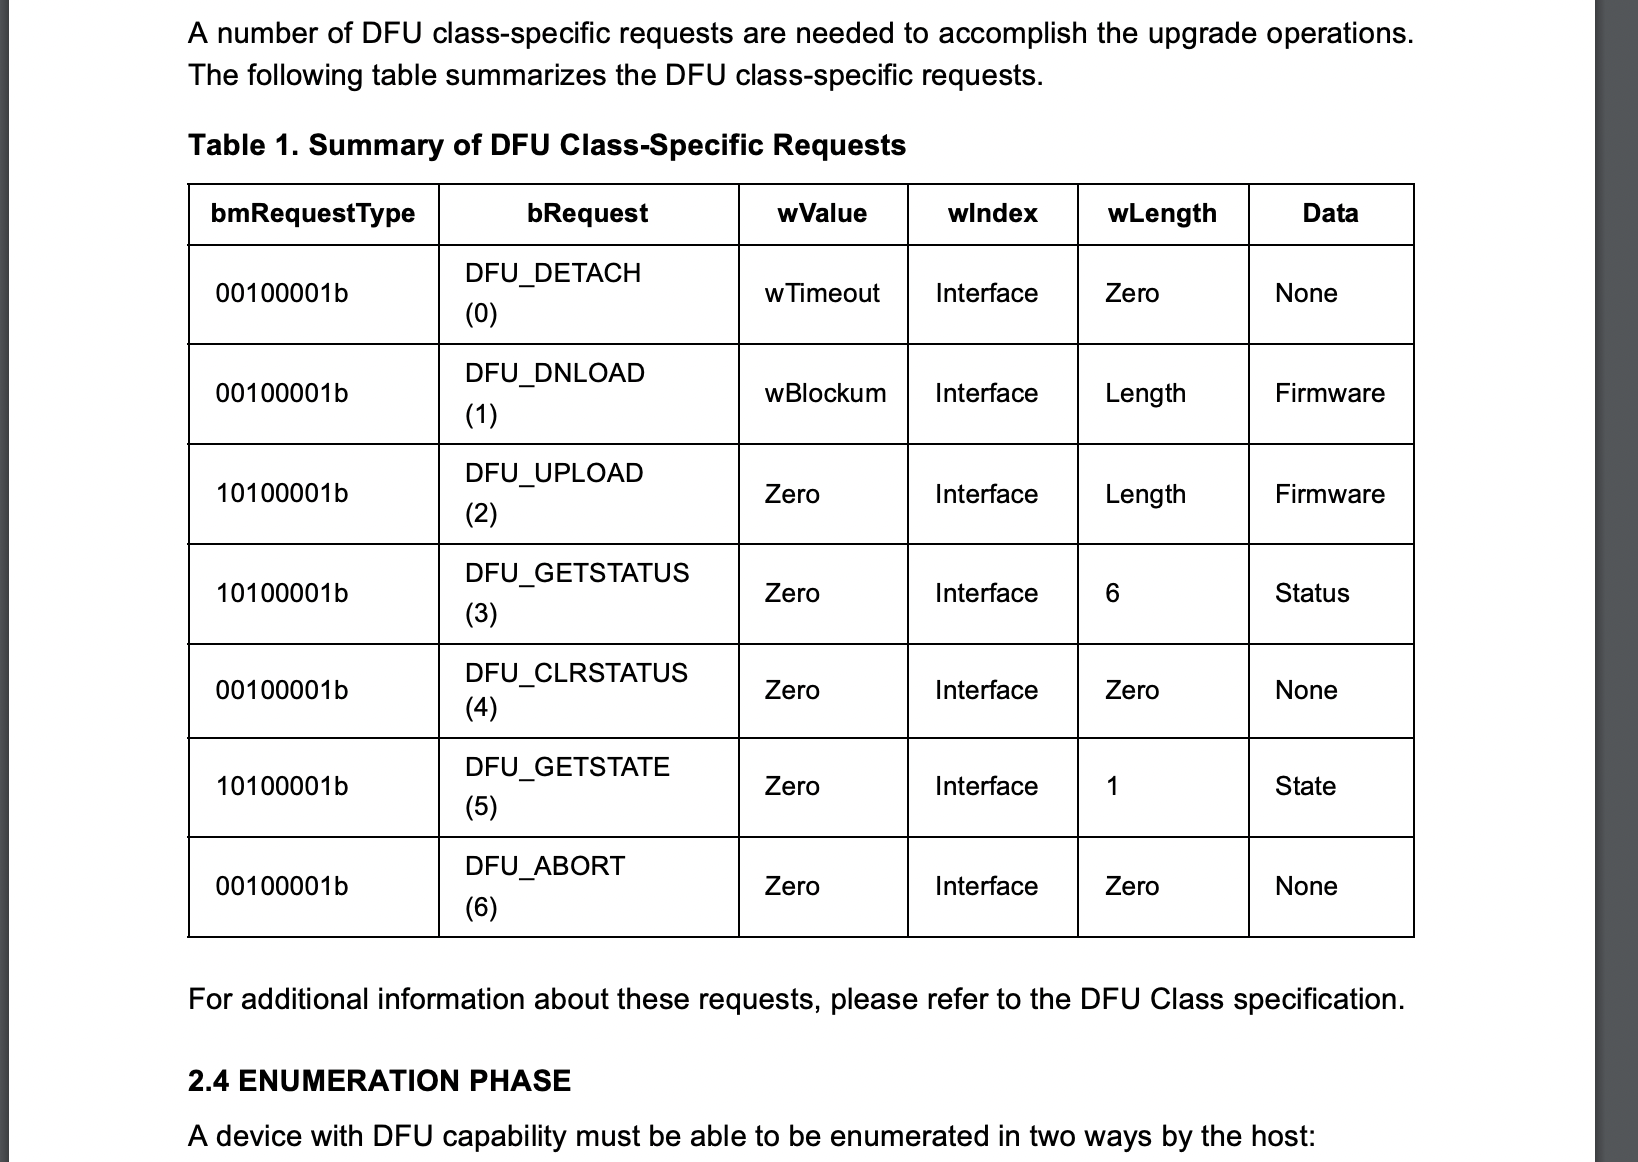 A number of DFU class-specific requests are needed to accomplish the upgrade operations.
The following table summarizes the DFU class-specific requests.
Table 1. Summary of DFU Class-Specific Requests
bmRequestType bRequest wValue wIndex wLength Data
00100001b DFU_DETACH (0) wTimeout Interface Zero None
00100001b DFU_DNLOAD (1) wBlockum Interface Length Firmware
10100001b DFU_UPLOAD (2) Zero Interface Length Firmware
10100001b DFU_GETSTATUS (3) Zero Interface 6 Status
00100001b DFU_CLRSTATUS (4) Zero Interface Zero None
10100001b DFU_GETSTATE (5) Zero Interface 1 State
00100001b DFU_ABORT (6) Zero Interface Zero None
For additional information about these requests, please refer to the DFU Class specification.
2.4 ENUMERATION PHASE
A device with DFU capability must be able to be enumerated in two ways by the host: